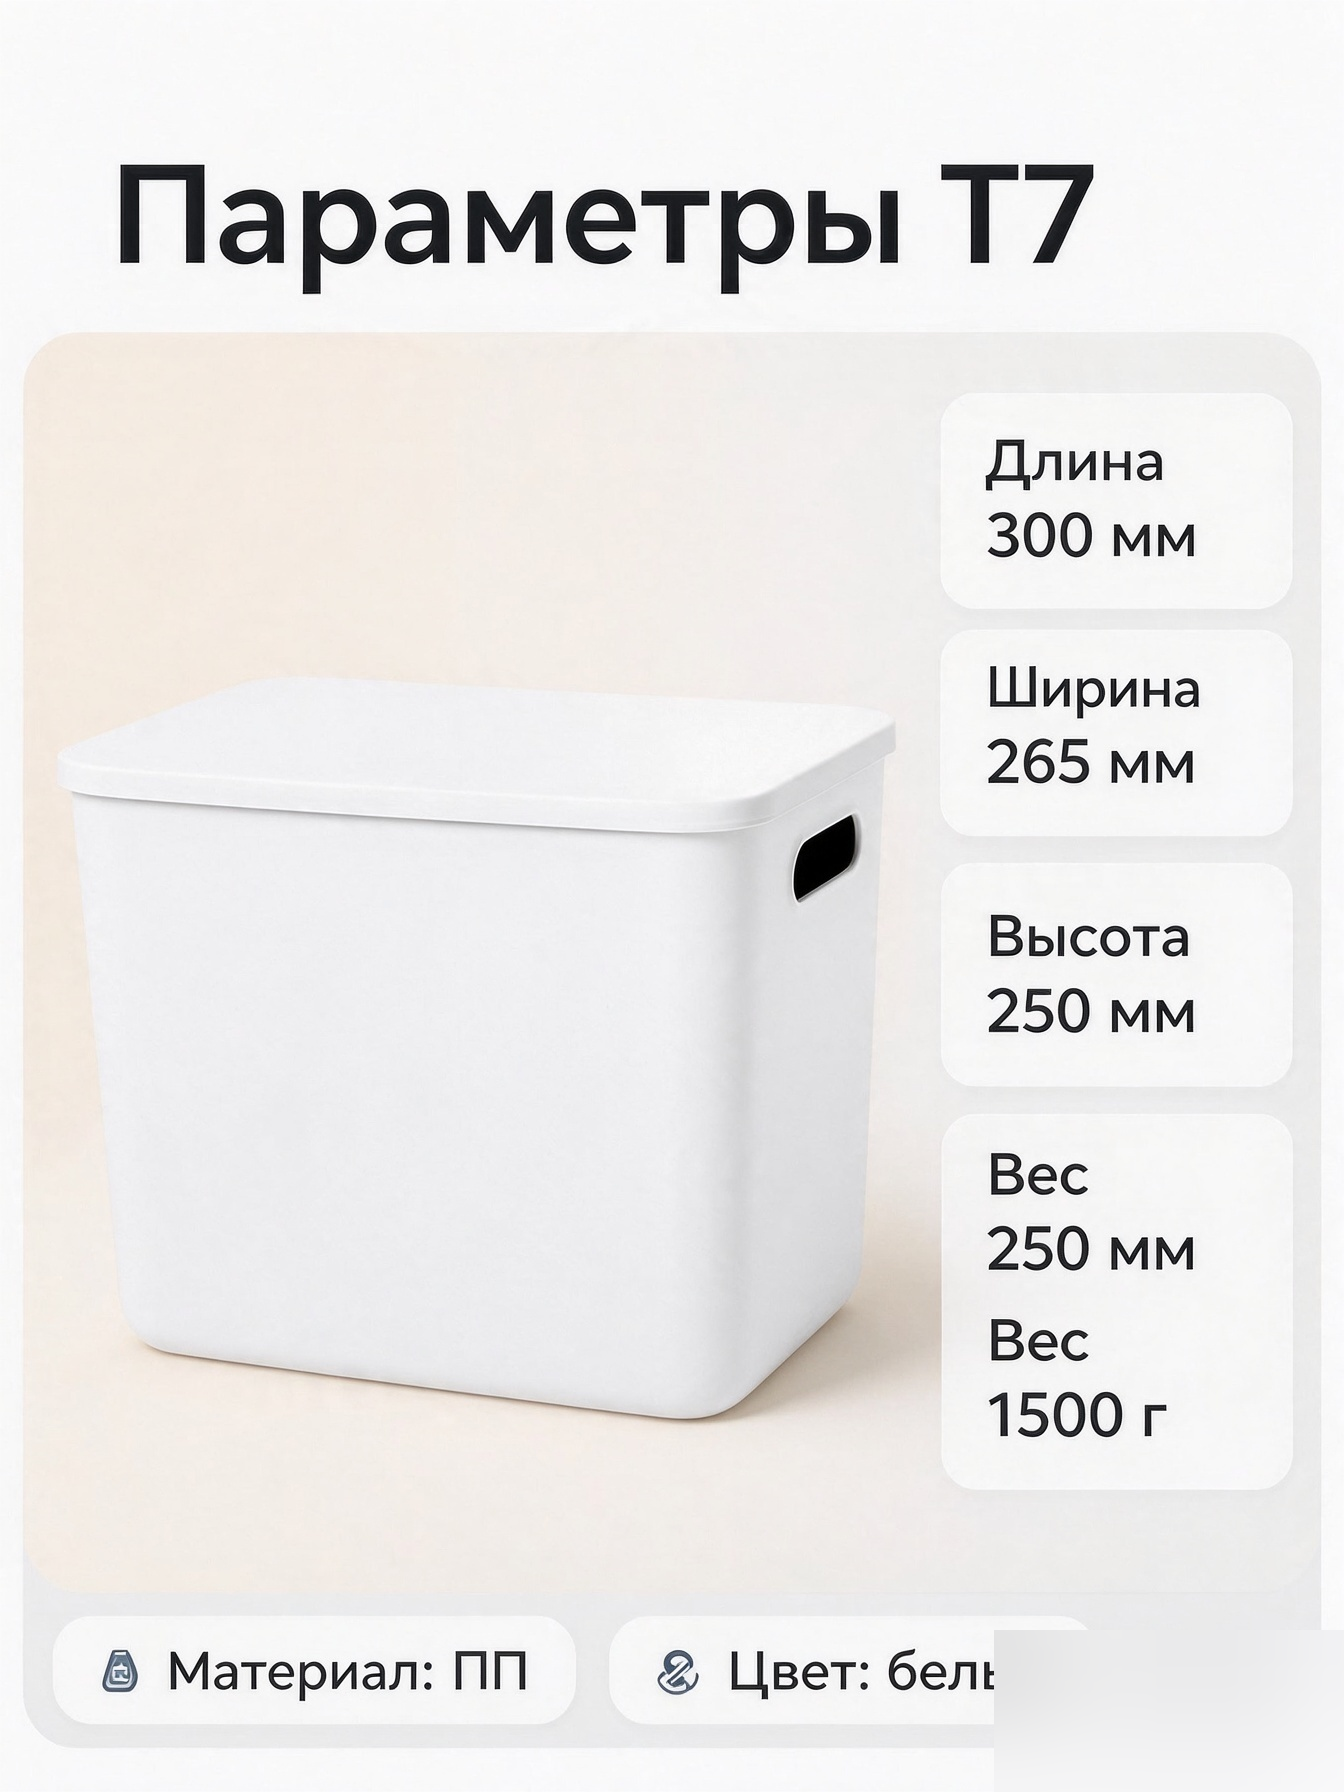 Параметры T7
Длина
300 мм
Ширина
265 мм
Высота
250 мм
Вес
250 мм
Вес
1500 г
Материал: ПП
Цвет: